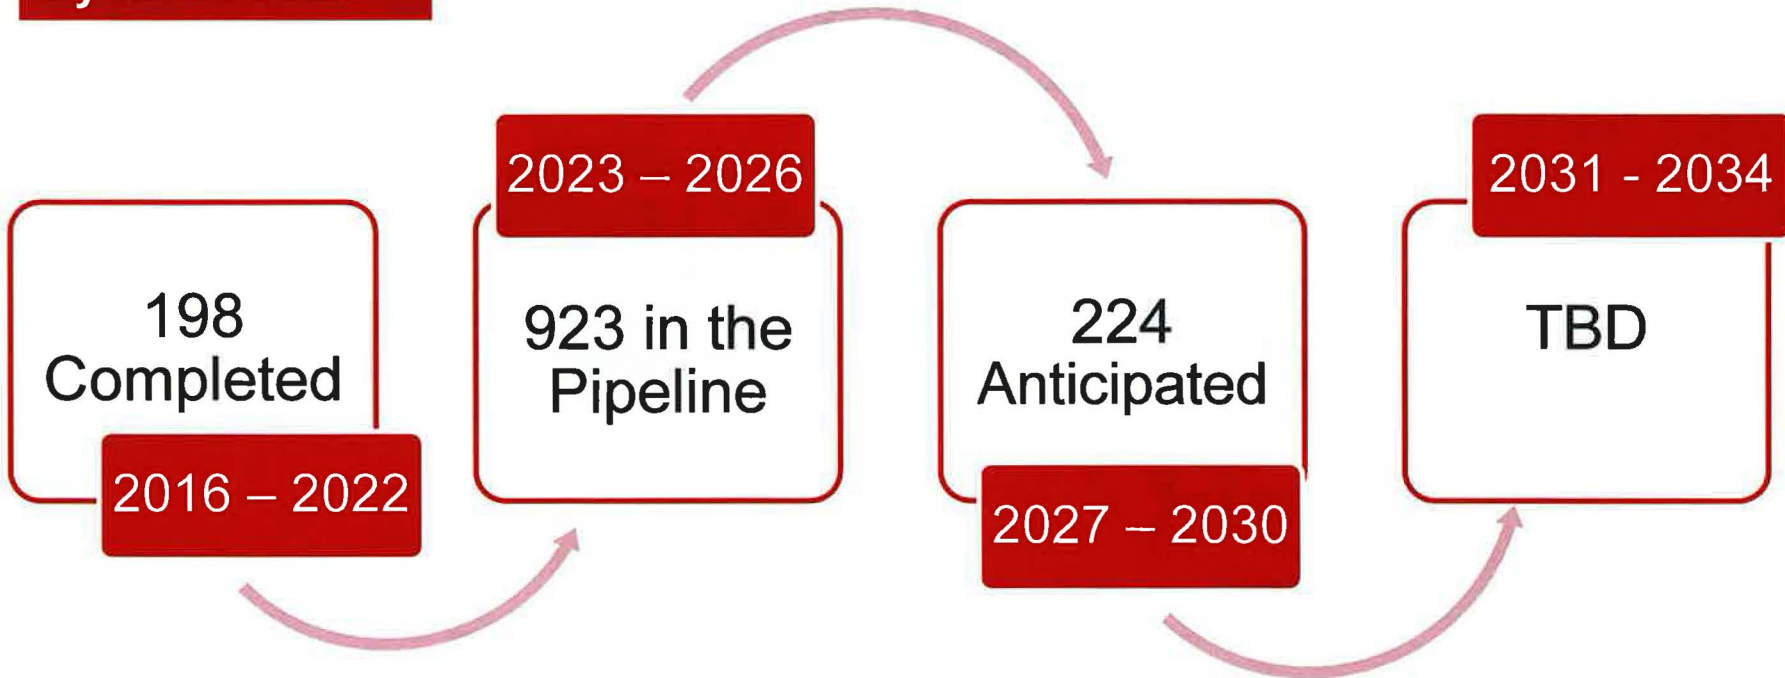 2023 – 2026
2031 - 2034
198
Completed
923 in the
Pipeline
224
Anticipated
TBD
2016 – 2022
2027 – 2030